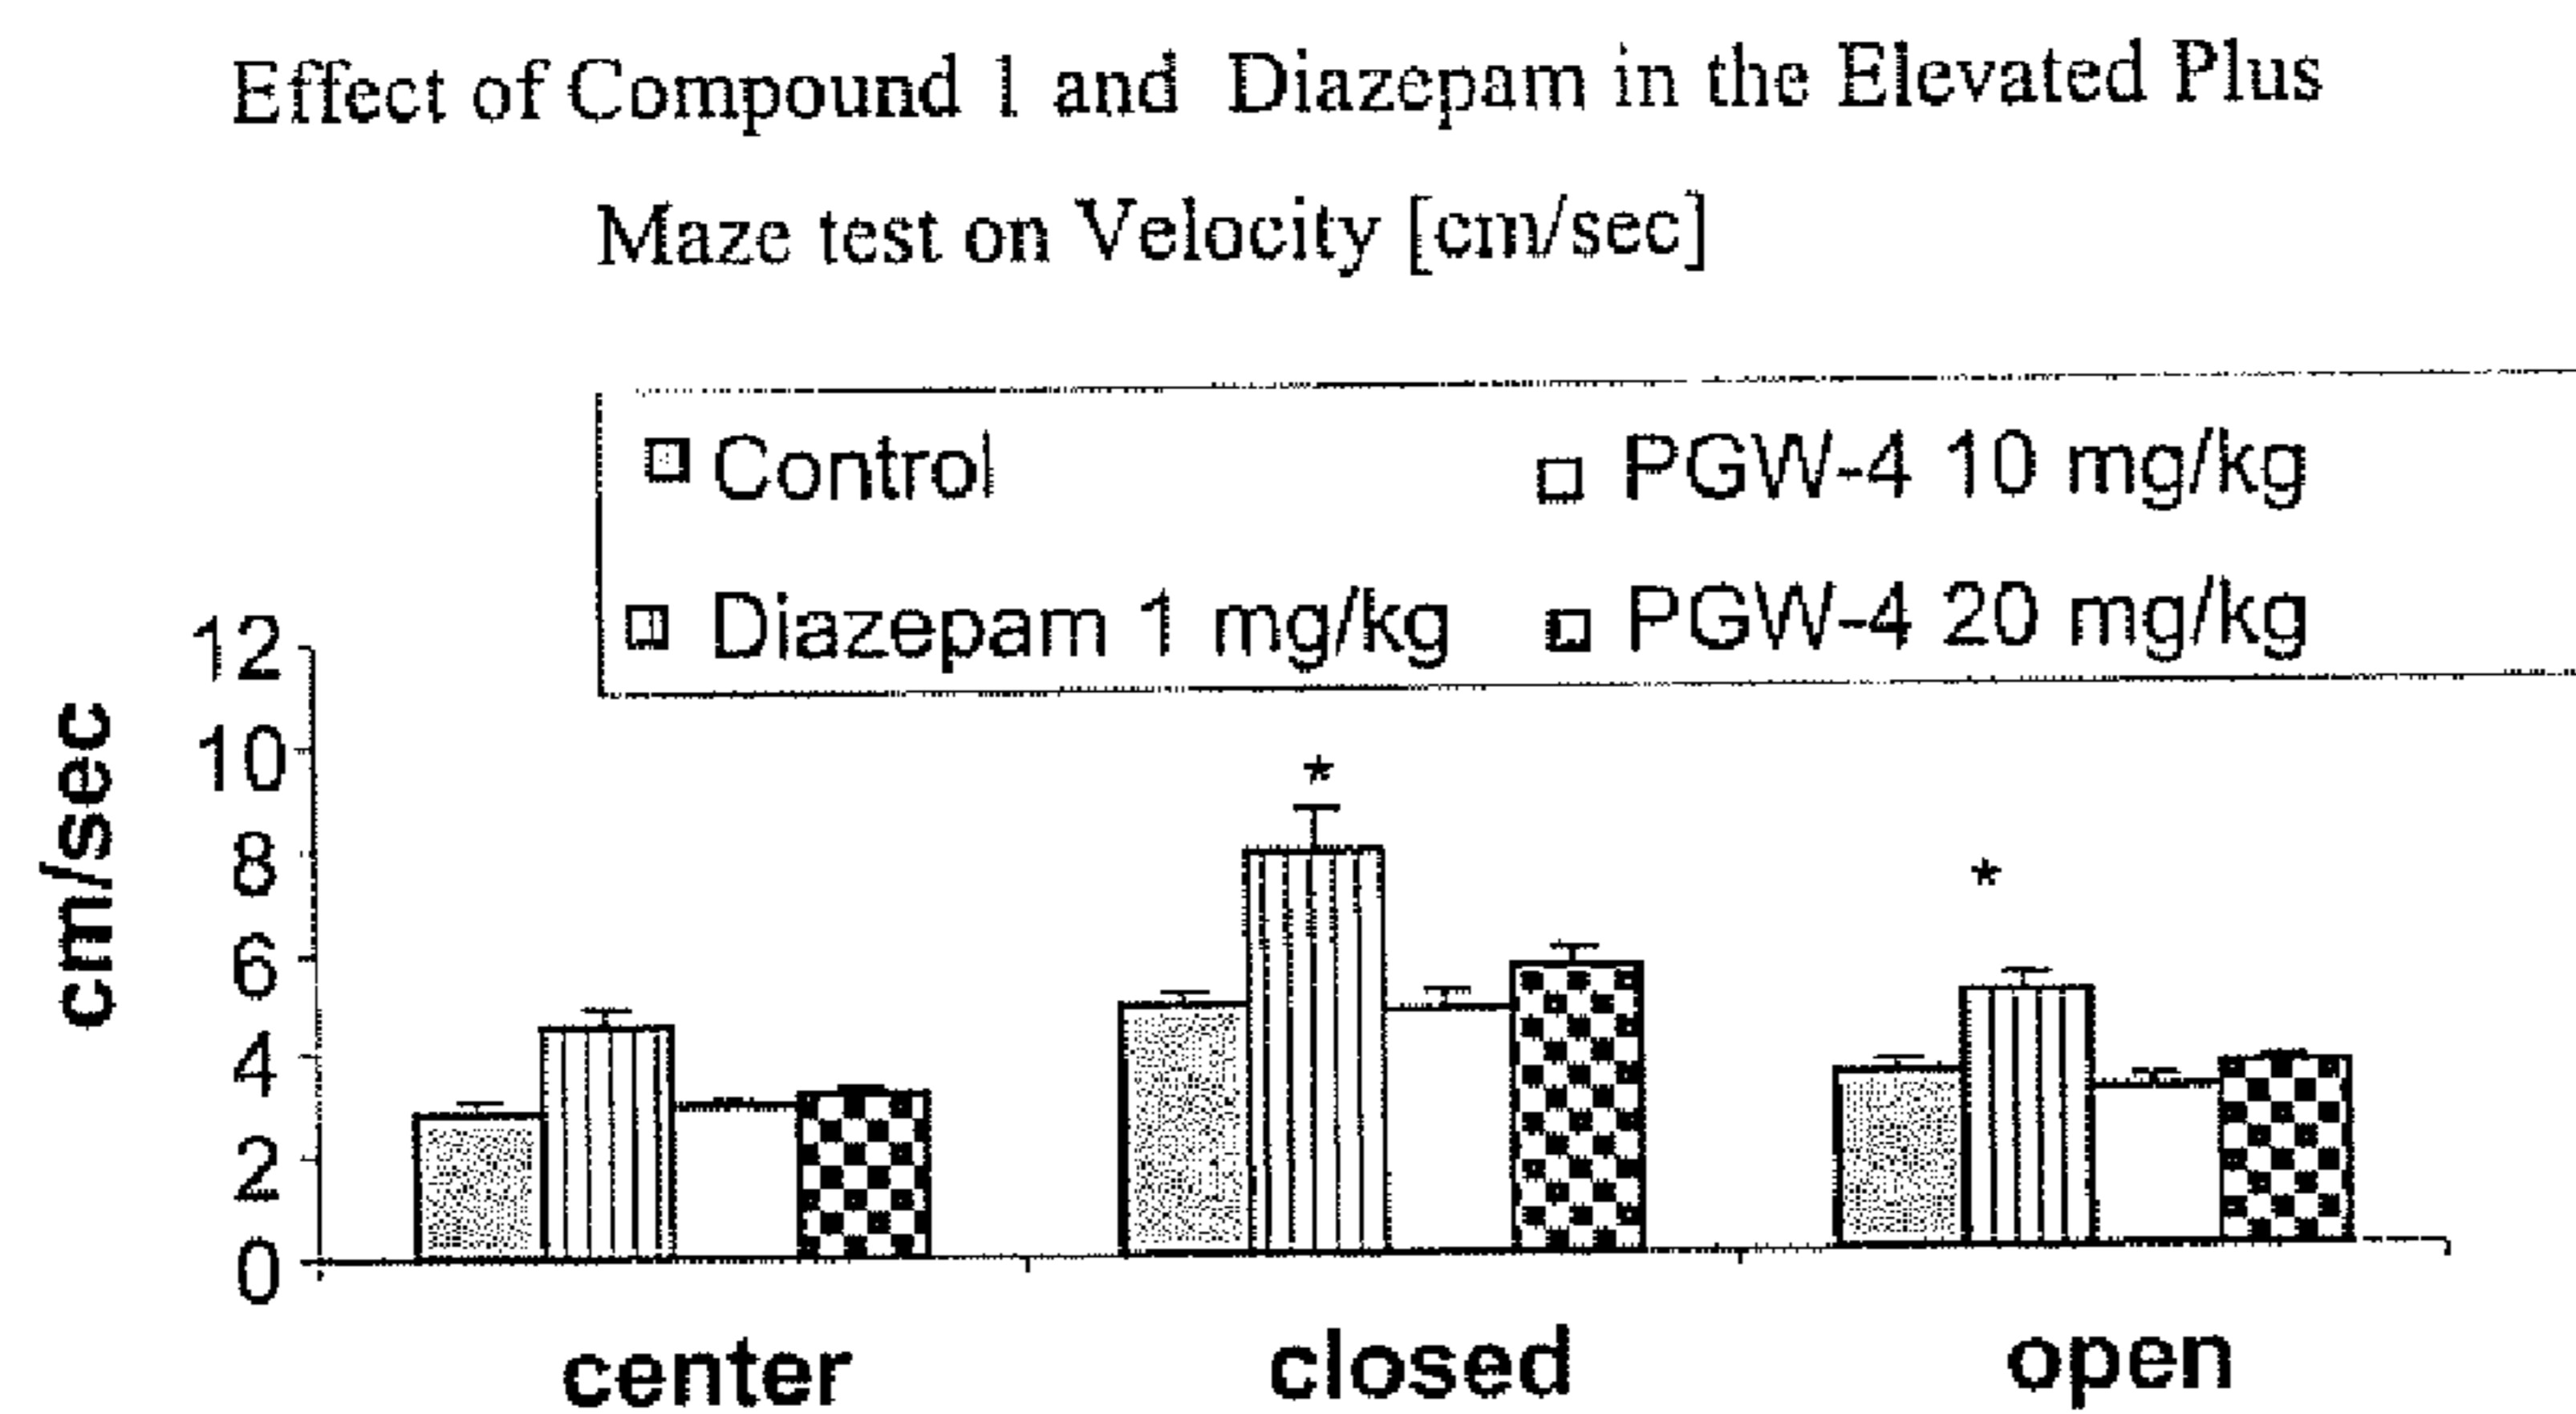 Effect of Compound 1 and Diazepam in the Elevated Plus
Maze test on Velocity [cm/sec]
Control
PGW-4 10 mg/kg
Diazepam 1 mg/kg
PGW-4 20 mg/kg
cm/sec
12
10
8
6
4
2
0
*
*
center
closed
open